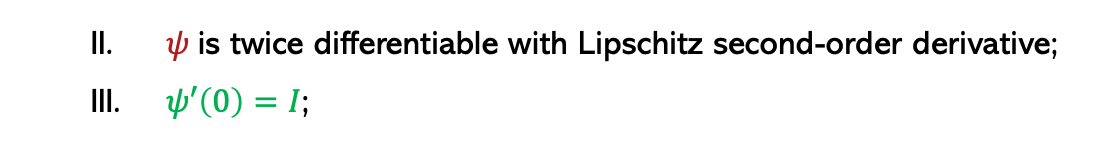 II. ψ is twice differentiable with Lipschitz second-order derivative;
III. ψ′(0) = I;